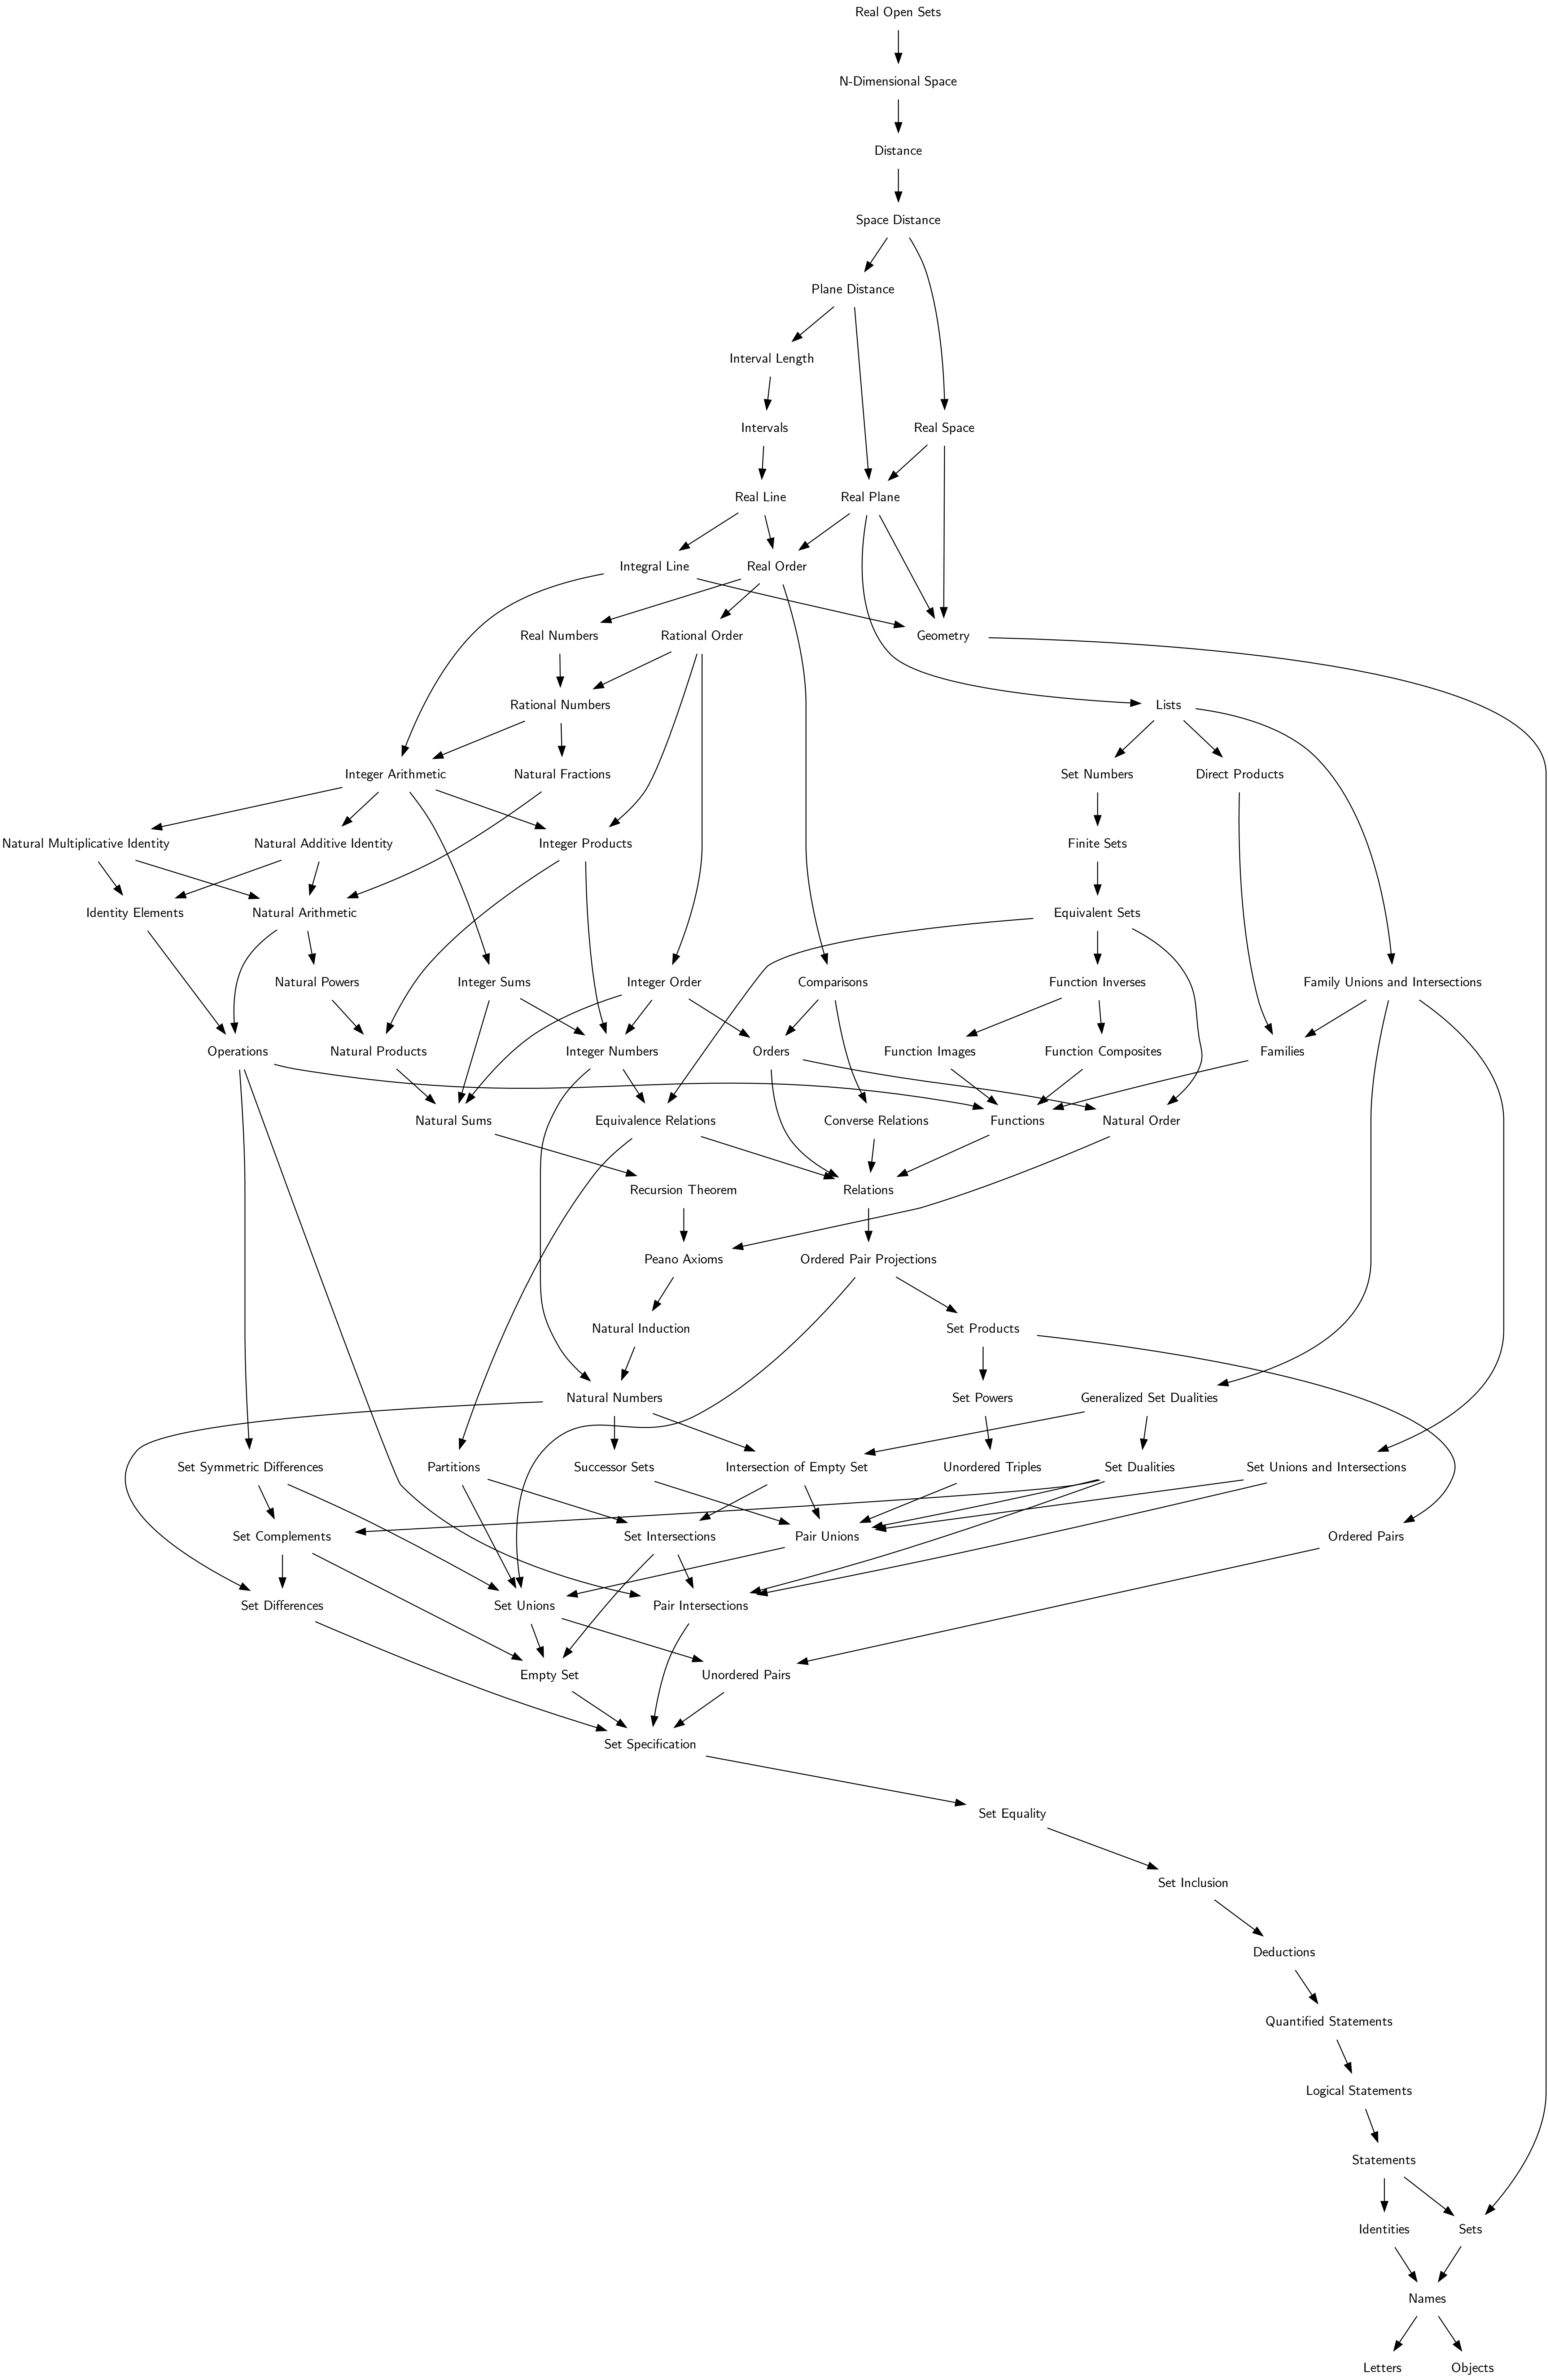 Real Open Sets
N-Dimensional Space
Distance
Space Distance
Plane Distance
Interval Length
Intervals
Real Space
Real Line
Real Plane
Integral Line
Real Order
Real Numbers
Rational Order
Geometry
Rational Numbers
Lists
Integer Arithmetic
Natural Fractions
Set Numbers
Direct Products
Natural Multiplicative Identity
Natural Additive Identity
Integer Products
Finite Sets
Identity Elements
Natural Arithmetic
Equivalent Sets
Natural Powers
Integer Sums
Integer Order
Comparisons
Function Inverses
Family Unions and Intersections
Operations
Natural Products
Integer Numbers
Orders
Function Images
Function Composites
Families
Natural Sums
Equivalence Relations
Converse Relations
Functions
Natural Order
Recursion Theorem
Relations
Peano Axioms
Ordered Pair Projections
Natural Induction
Set Products
Natural Numbers
Set Powers
Generalized Set Dualities
Set Symmetric Differences
Partitions
Successor Sets
Intersection of Empty Set
Unordered Triples
Set Dualities
Set Unions and Intersections
Set Complements
Set Intersections
Pair Unions
Ordered Pairs
Set Differences
Set Unions
Pair Intersections
Empty Set
Unordered Pairs
Set Specification
Set Equality
Set Inclusion
Deductions
Quantified Statements
Logical Statements
Statements
Identities
Sets
Names
Letters
Objects